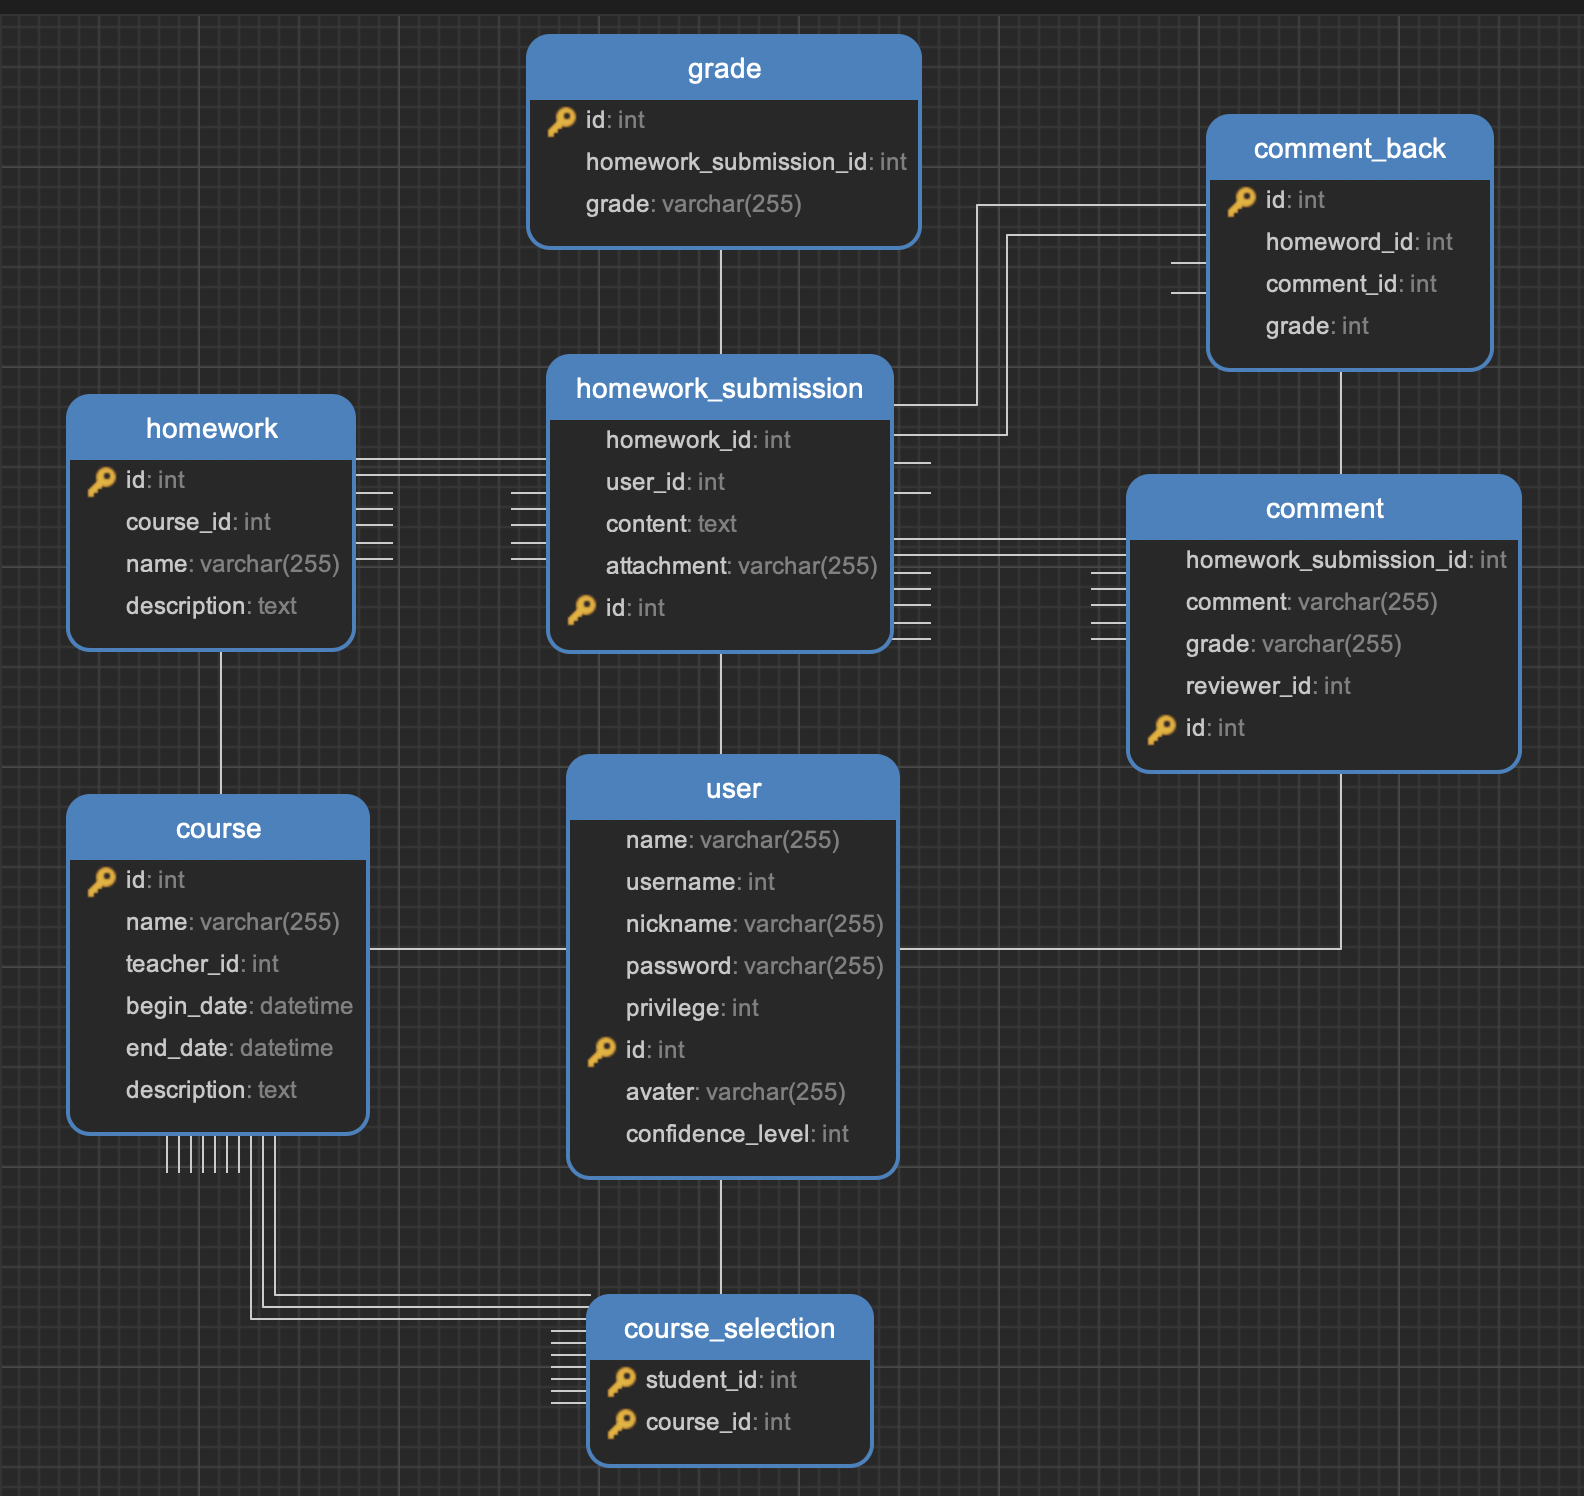 grade
id: int
homework_submission_id: int
grade: varchar(255)
comment_back
id: int
homeword_id: int
comment_id: int
grade: int
homework_submission
homework_id: int
user_id: int
content: text
attachment: varchar(255)
id: int
homework
id: int
course_id: int
name: varchar(255)
description: text
comment
homework_submission_id: int
comment: varchar(255)
grade: varchar(255)
reviewer_id: int
id: int
course
id: int
name: varchar(255)
teacher_id: int
begin_date: datetime
end_date: datetime
description: text
user
name: varchar(255)
username: int
nickname: varchar(255)
password: varchar(255)
privilege: int
id: int
avater: varchar(255)
confidence_level: int
course_selection
student_id: int
course_id: int